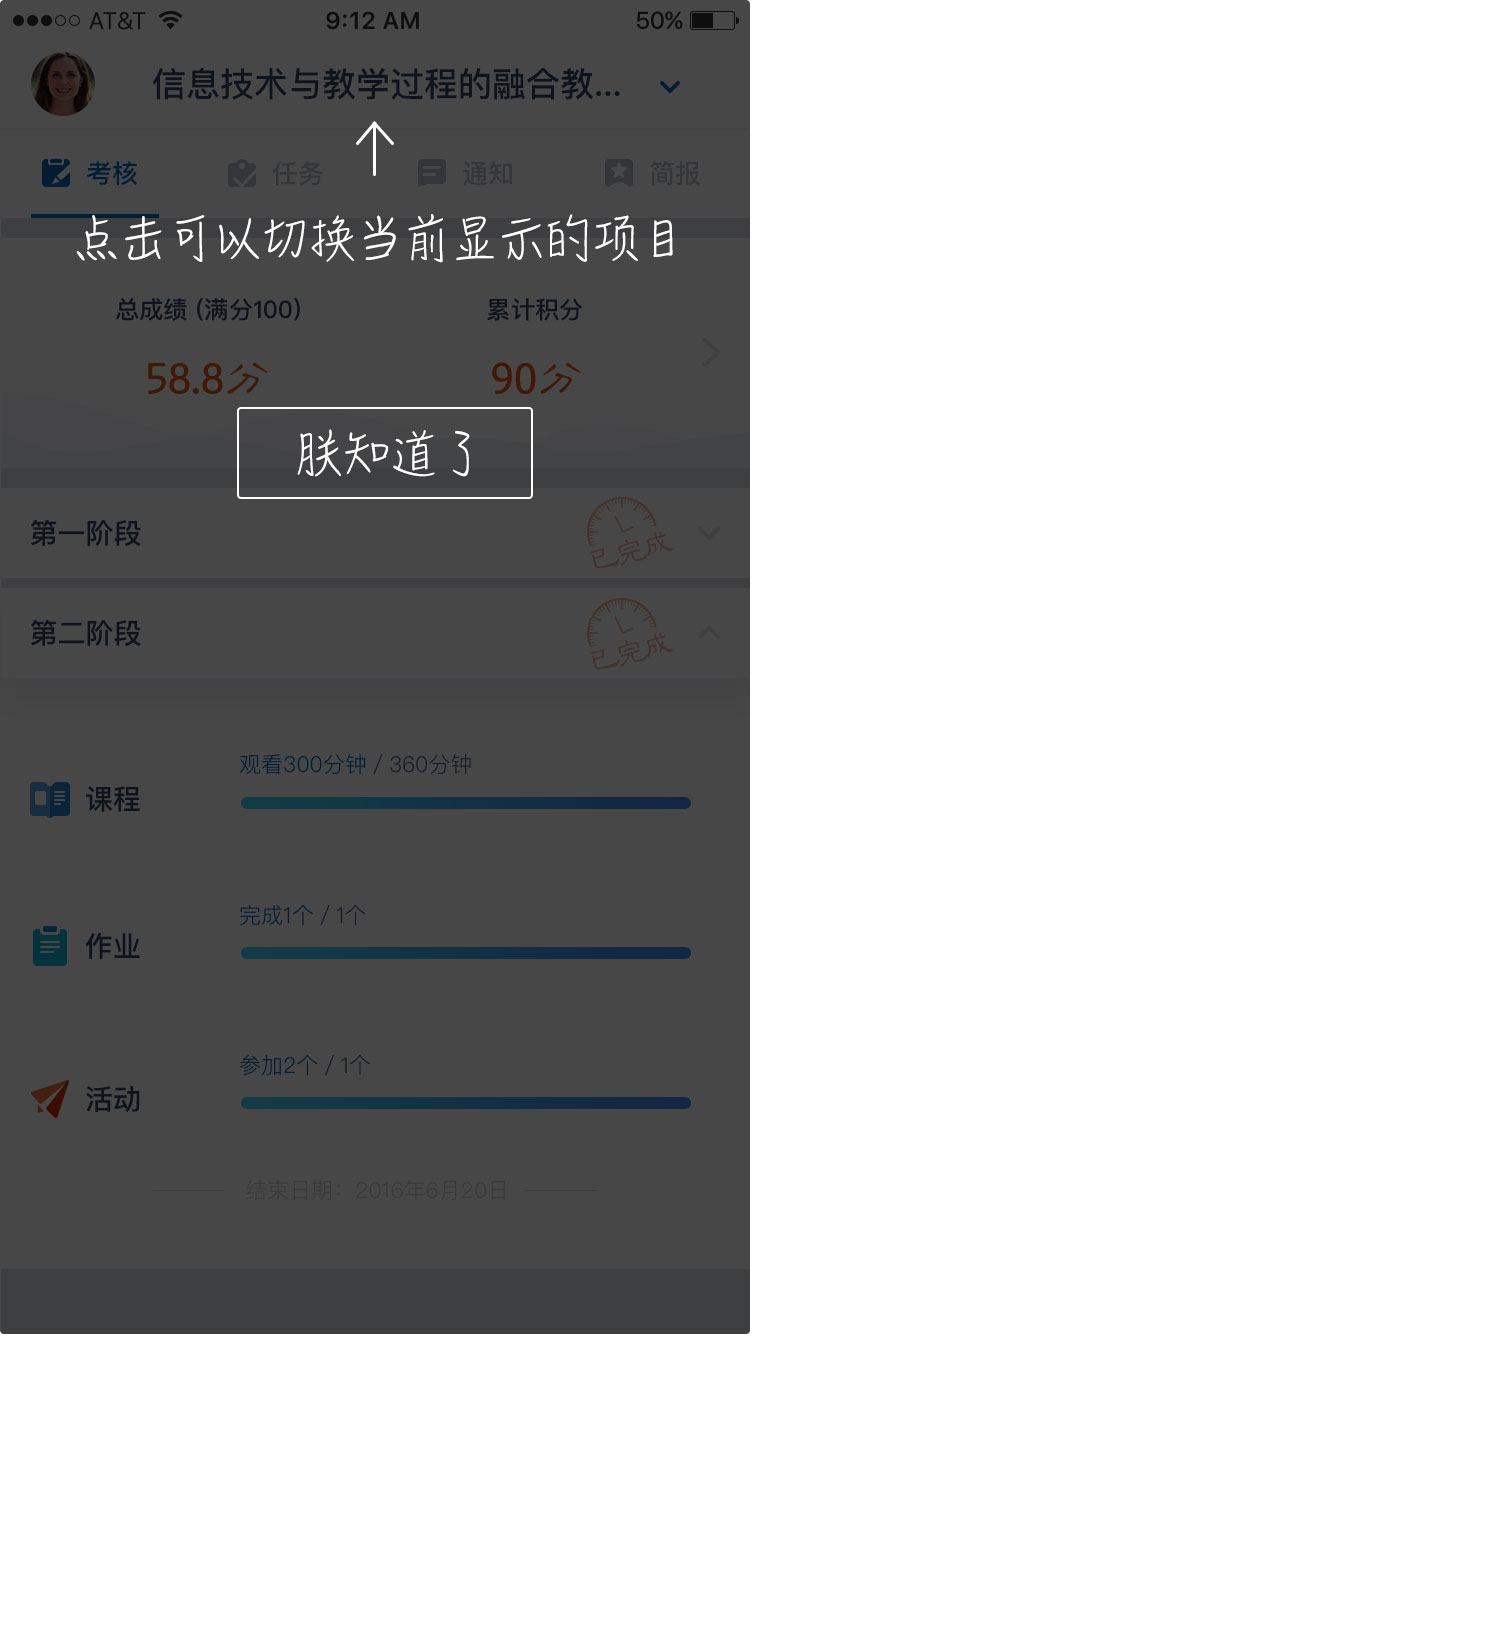 AT&T 9:12 AM 50%
信息技术与教学过程的融合教...
考核 任务 通知 简报
点击可以切换当前显示的项目
总成绩 (满分100) 累计积分
58.8分 90分
朕知道了
第一阶段 已完成
第二阶段 已完成
观看300分钟 / 360分钟
课程
完成1个 / 1个
作业
参加2个 / 1个
活动
结束日期：2016年6月20日